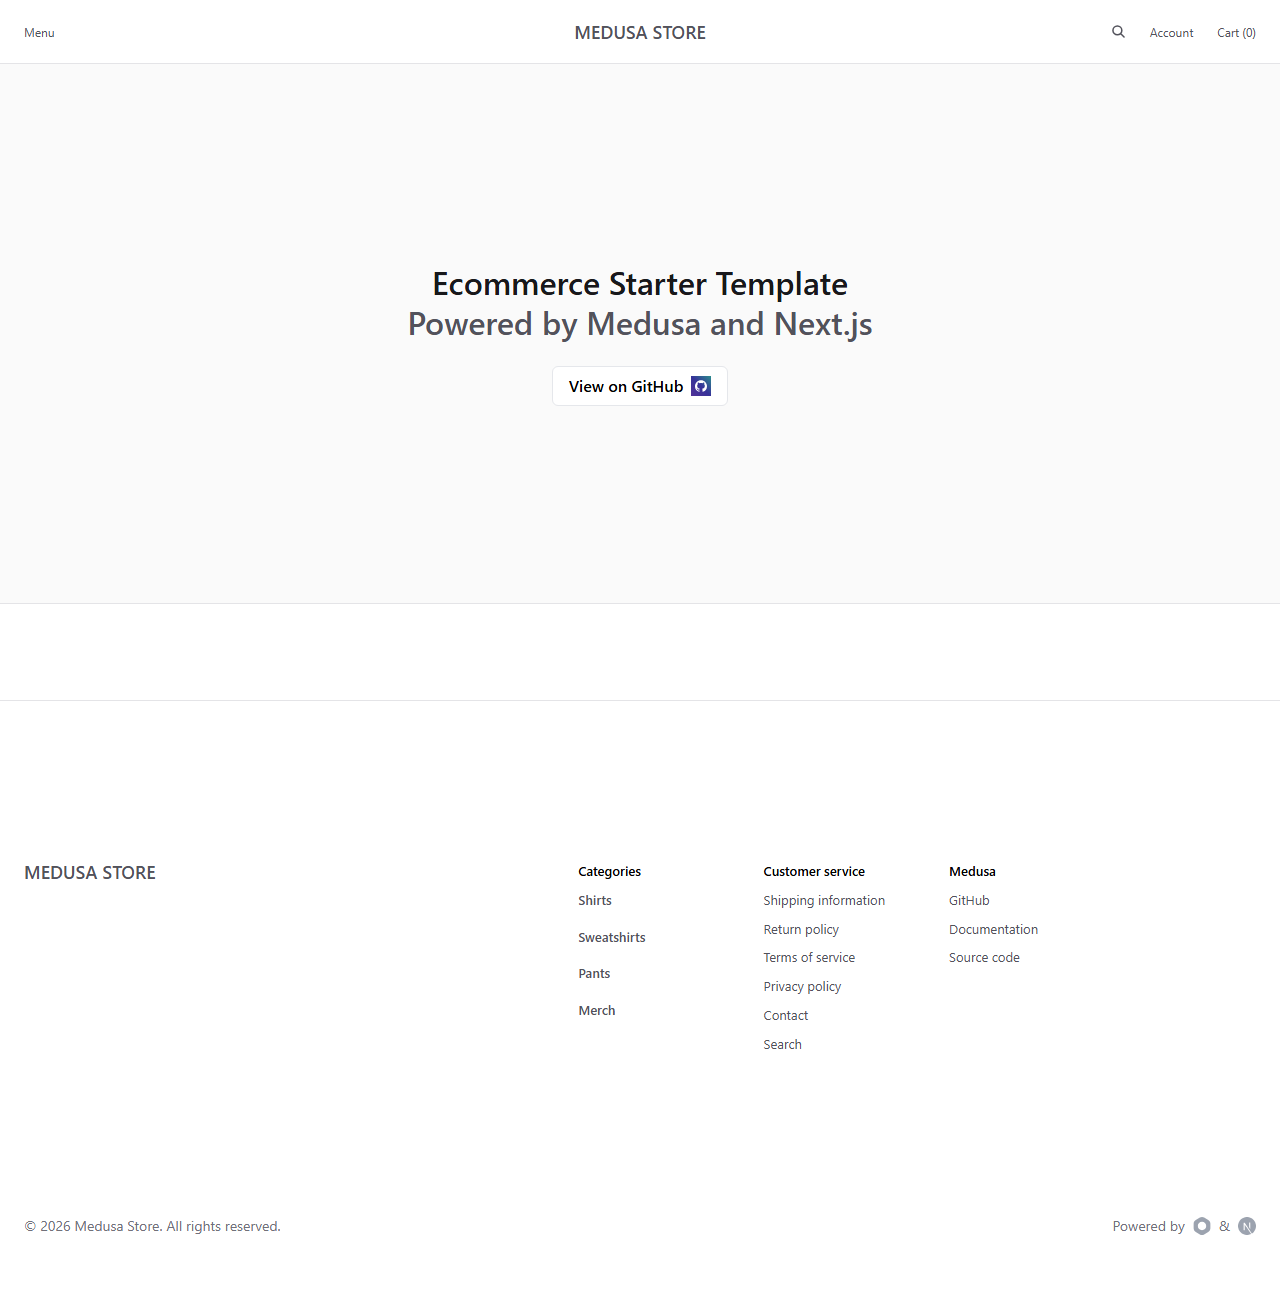 Menu
MEDUSA STORE
Account
Cart (0)
Ecommerce Starter Template
Powered by Medusa and Next.js
View on GitHub
MEDUSA STORE
Categories
Shirts
Sweatshirts
Pants
Merch
Customer service
Shipping information
Return policy
Terms of service
Privacy policy
Contact
Search
Medusa
GitHub
Documentation
Source code
© 2026 Medusa Store. All rights reserved.
Powered by & N